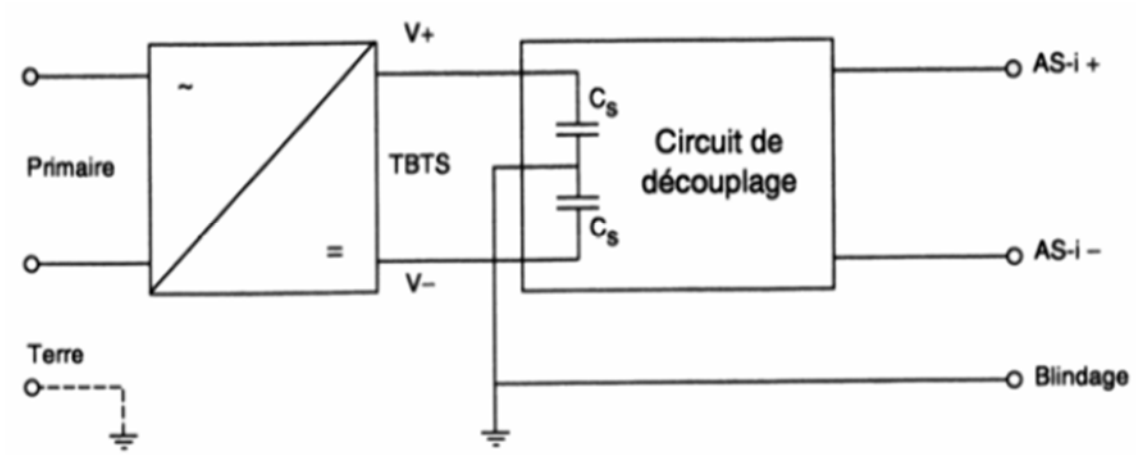 V+
AS-i +
~
Cs
Primaire
TBTS
Circuit de
découplage
=
Cs
AS-i –
V–
Terre
Blindage